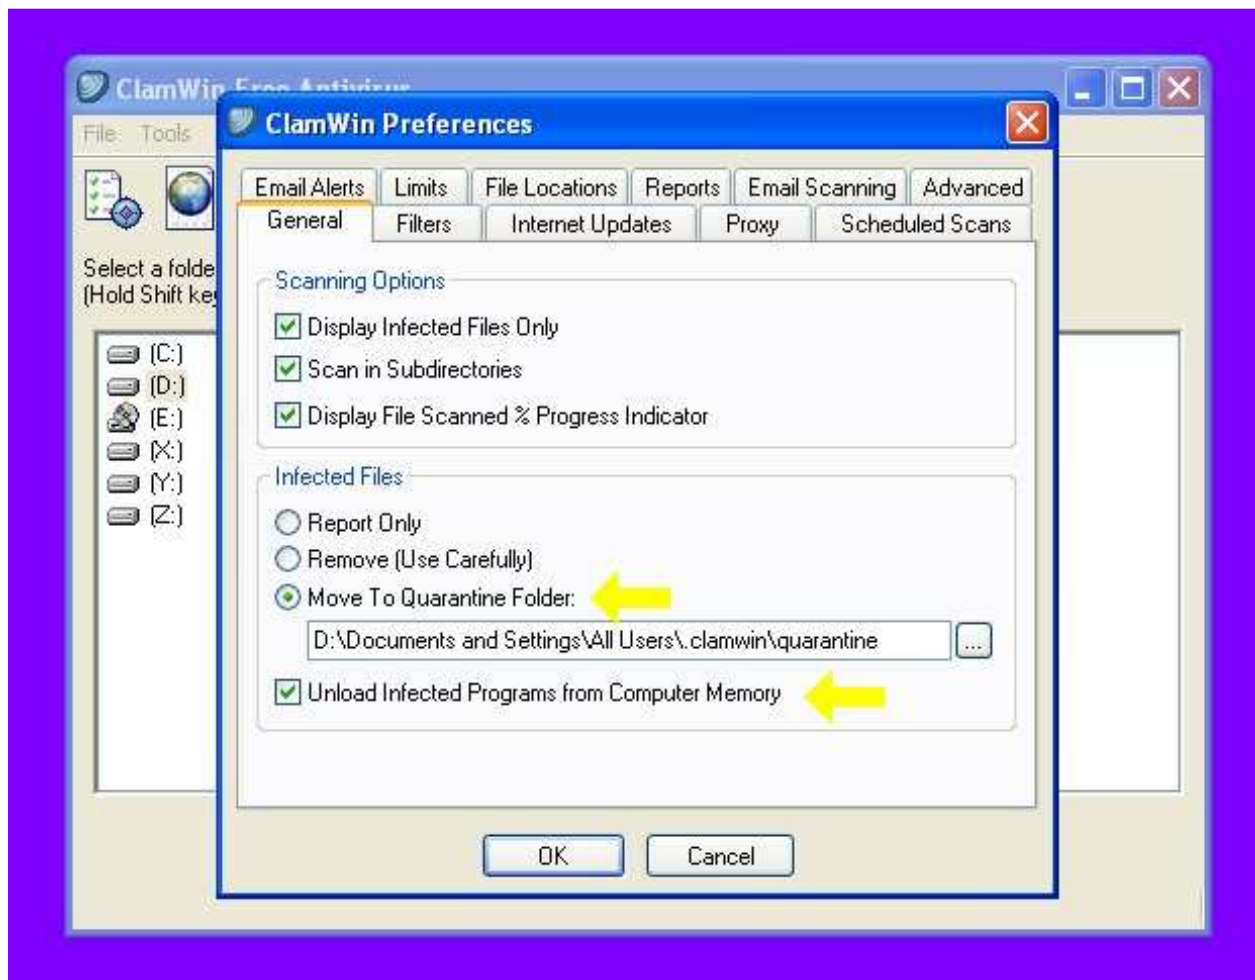 ClamWin Free Antivirus
ClamWin Preferences
File Tools
Email Alerts Limits File Locations Reports Email Scanning Advanced
General Filters Internet Updates Proxy Scheduled Scans
Select a
(Hold Shift
Scanning Options
Display Infected Files Only
Scan in Subdirectories
Display File Scanned % Progress Indicator
(C:)
(D:)
(E:)
(X:)
(Y:)
(Z:)
Infected Files
Report Only
Remove (Use Carefully)
Move To Quarantine Folder:
D:\Documents and Settings\All Users\.clamwin\quarantine
...
Unload Infected Programs from Computer Memory
OK Cancel